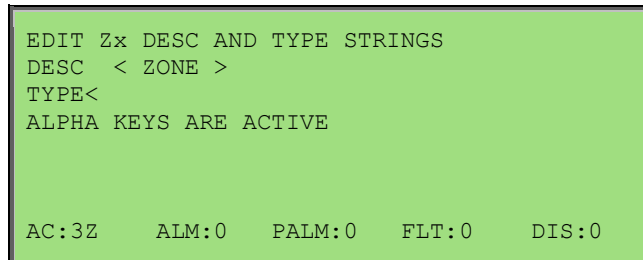 EDIT Zx DESC AND TYPE STRINGS
DESC < ZONE >
TYPE<
ALPHA KEYS ARE ACTIVE
AC:3Z ALM:0 PALM:0 FLT:0 DIS:0